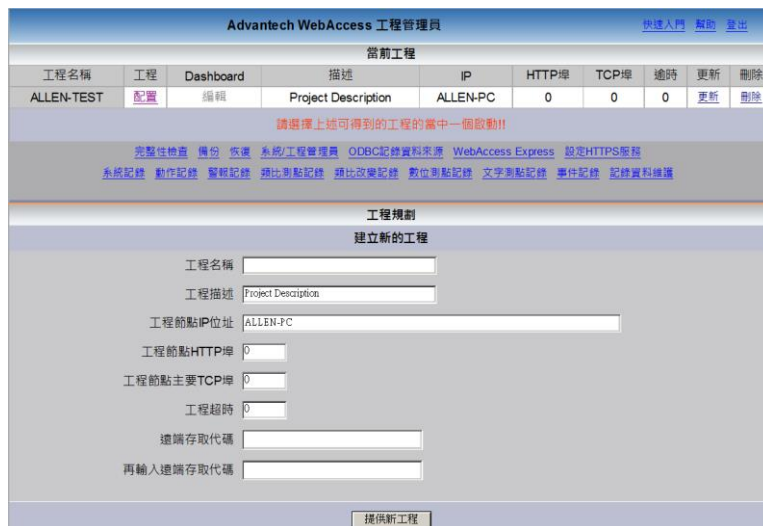 Advantech WebAccess 工程管理員 快速入門 幫助 登出
當前工程
工程名稱 工程 Dashboard 描述 IP HTTP埠 TCP埠 逾時 更新 刪除
ALLEN-TEST 配置 編輯 Project Description ALLEN-PC 0 0 0 更新 刪除
請選擇上述可得到的工程的當中一個啟動!!
完整性檢查 備份 恢復 系統/工程管理員 ODBC記錄資料來源 WebAccess Express 設定HTTPS服務
系統記錄 動作記錄 警報記錄 類比測點記錄 類比改變記錄 數位測點記錄 文字測點記錄 事件記錄 記錄資料維護
工程規劃
建立新的工程
工程名稱
工程描述 Project Description
工程節點IP位址 ALLEN-PC
工程節點HTTP埠 0
工程節點主要TCP埠 0
工程超時 0
遠端存取代碼
再輸入遠端存取代碼
提供新工程